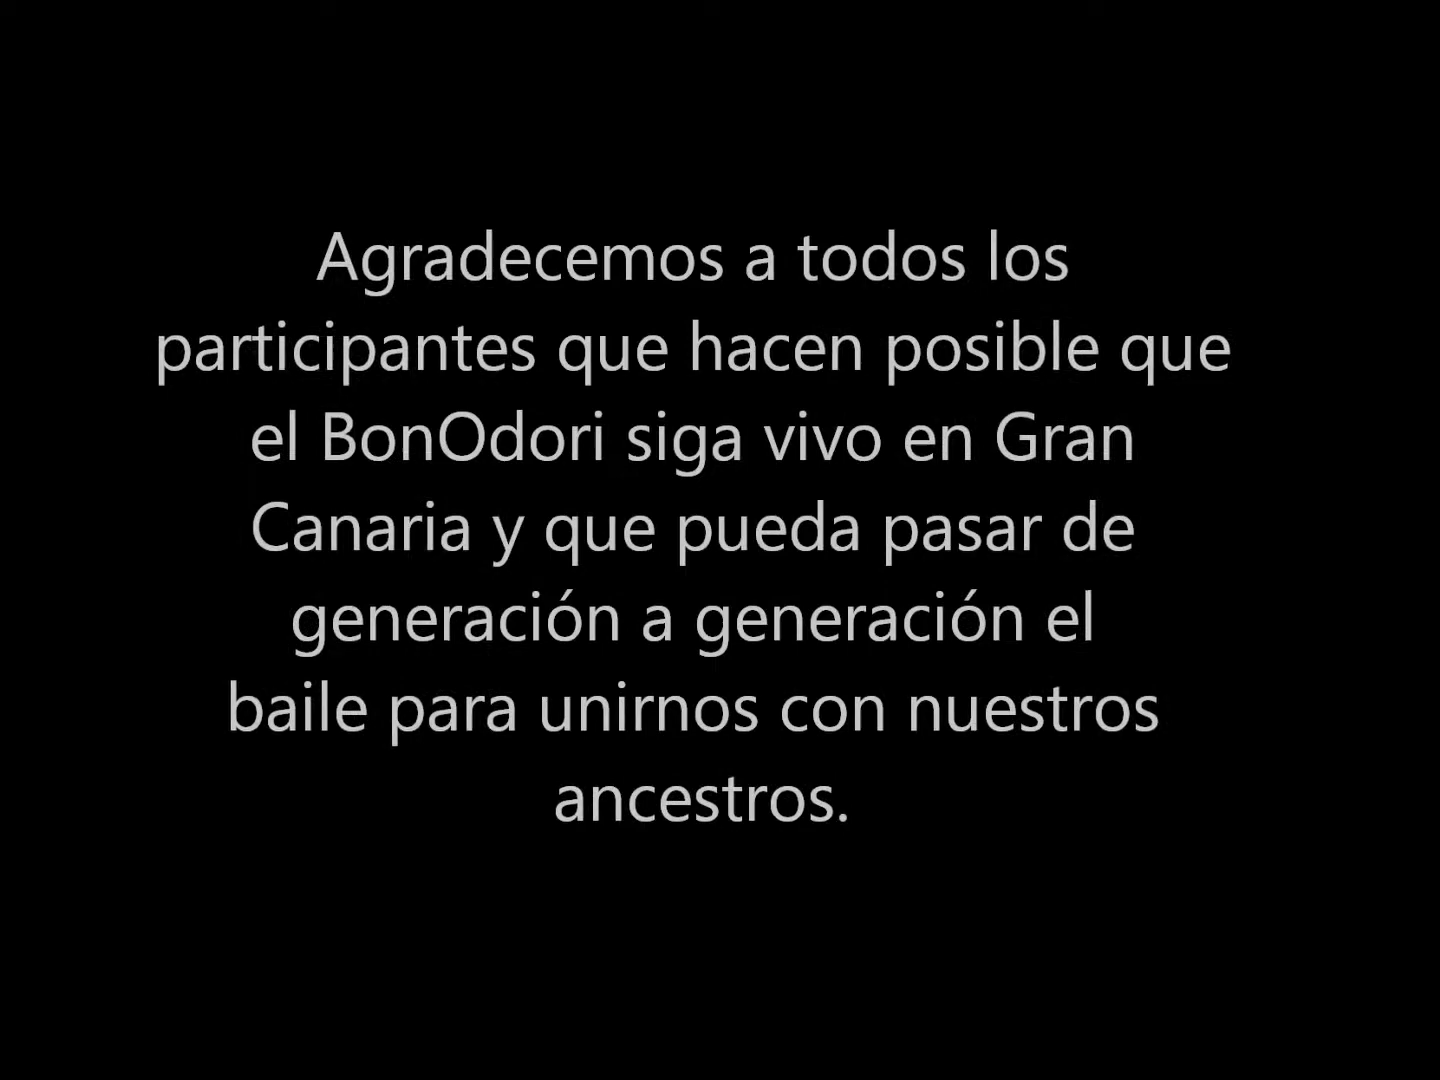 Agradecemos a todos los
participantes que hacen posible que
el BonOdori siga vivo en Gran
Canaria y que pueda pasar de
generación a generación el
baile para unirnos con nuestros
ancestros.